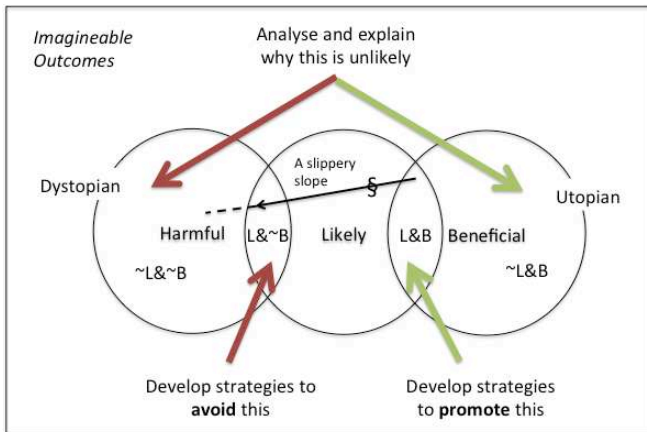 Imagineable
Outcomes
Analyse and explain
why this is unlikely
A slippery
slope
§
Dystopian
Utopian
Harmful
L&~B
Likely
L&B
Beneficial
~L&~B
~L&B
Develop strategies to
avoid this
Develop strategies
to promote this